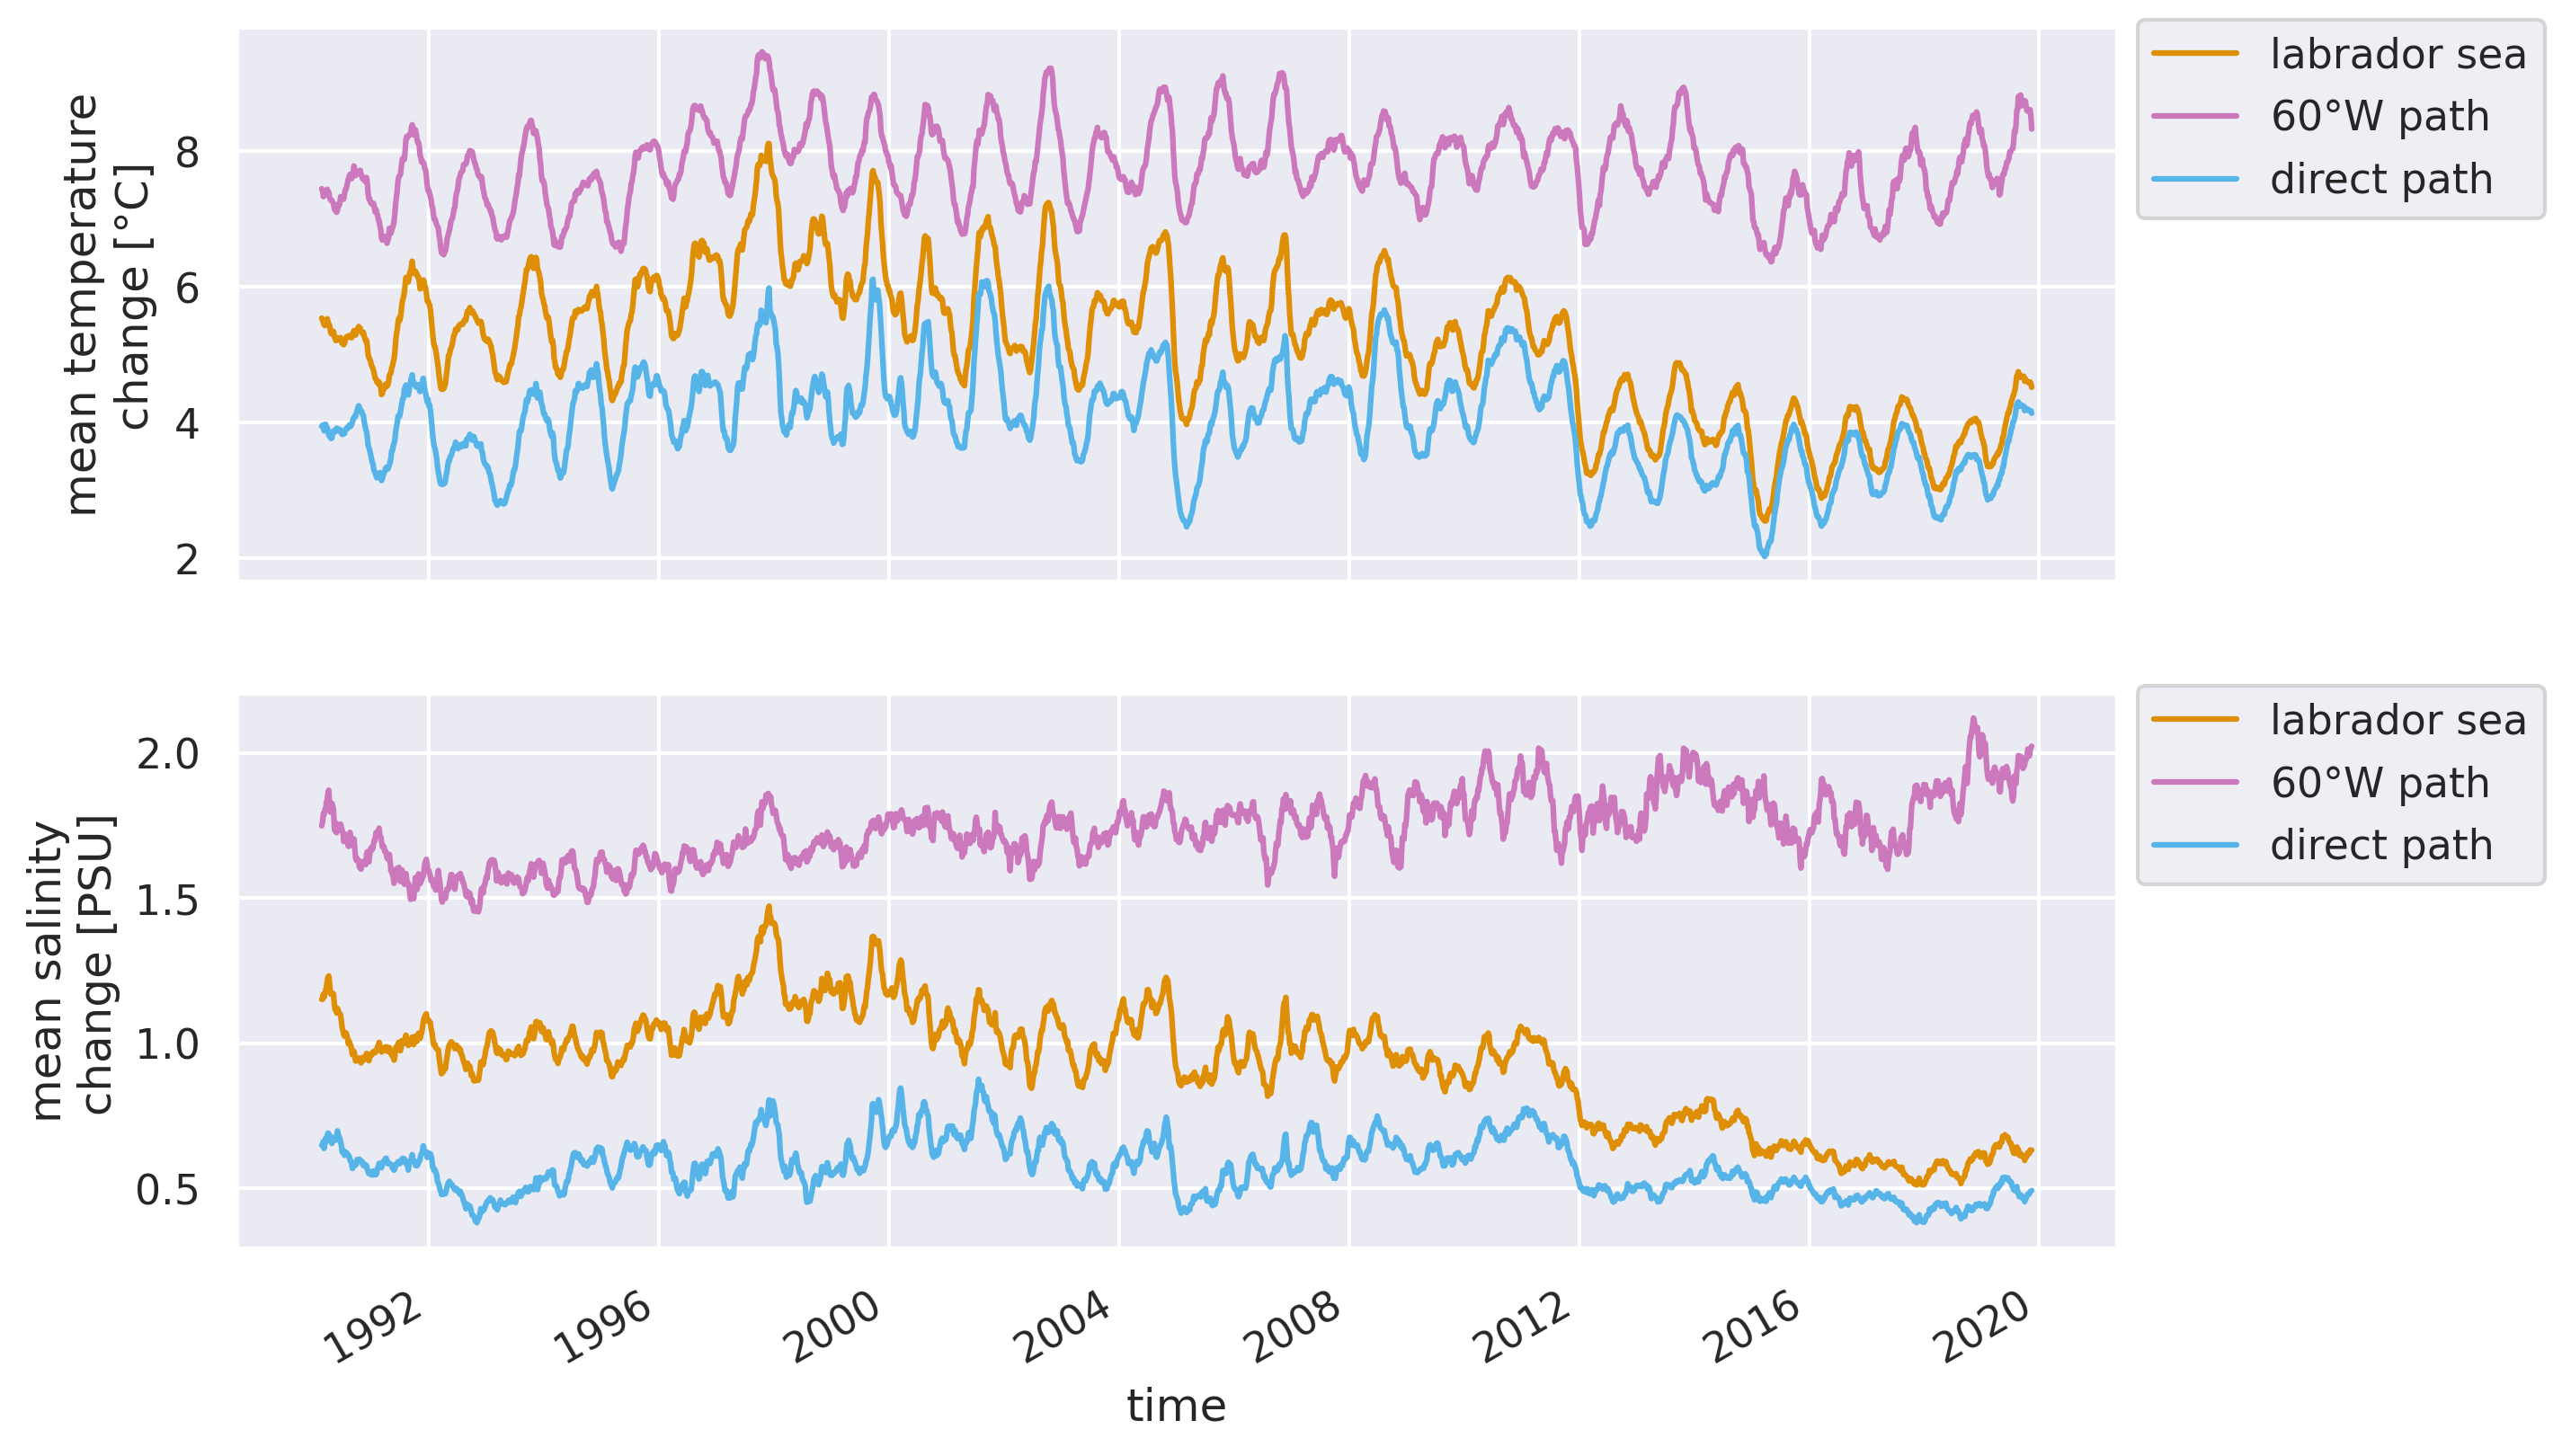 mean temperature
change [°C]
8
6
4
2
labrador sea
60°W path
direct path
mean salinity
change [PSU]
2.0
1.5
1.0
0.5
labrador sea
60°W path
direct path
1992
1996
2000
2004
2008
2012
2016
2020
time